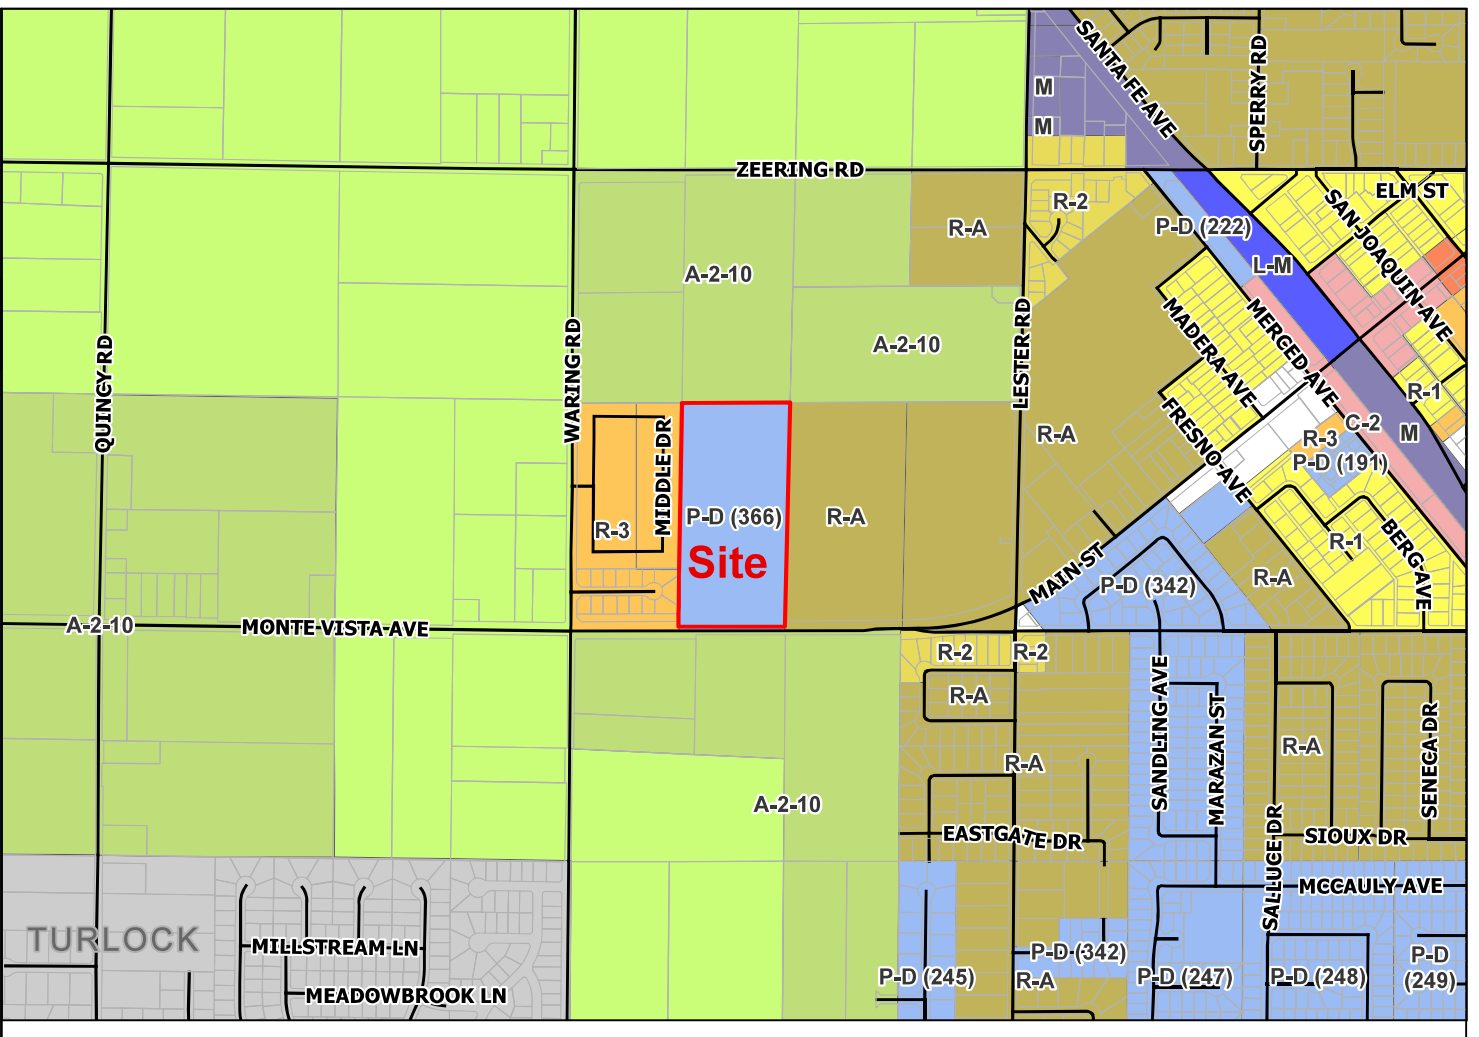 SANTA FE AVE
SPERRY RD
M
M
ZEERING RD
ELM ST
R-2
R-A
P-D (222)
SAN JOAQUIN AVE
A-2-10
L-M
QUINCY RD
WARING RD
LESTER RD
MADERA AVE
MERCED AVE
A-2-10
R-1
FRESNO AVE
C-2
M
R-A
R-3
P-D (191)
MIDDLE DR
R-3
P-D (366)
R-A
Site
R-1
BERG AVE
MAIN ST
P-D (342)
R-A
A-2-10
MONTE VISTA AVE
R-2
R-2
R-A
SANDLING AVE
MARAZAN ST
SENECA DR
R-A
R-A
A-2-10
EASTGATE DR
SIOUX DR
SALLUCE DR
MCCAULY AVE
TURLOCK
MILLSTREAM LN
P-D (342)
P-D (245)
R-A
P-D (247)
P-D (248)
P-D
(249)
MEADOWBROOK LN